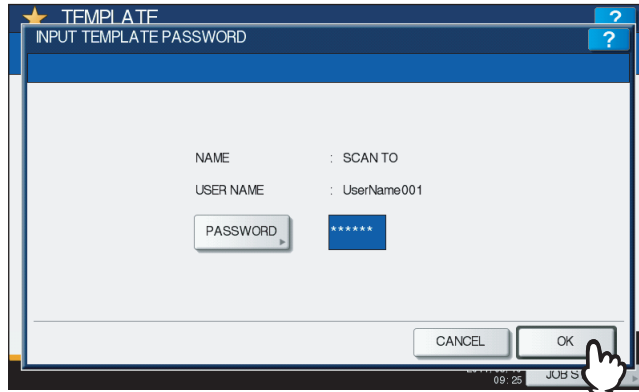 TEMPLATE
?
INPUT TEMPLATE PASSWORD
?
NAME : SCAN TO
USER NAME : UserName001
PASSWORD ******
CANCEL
OK
09:25
JOB S